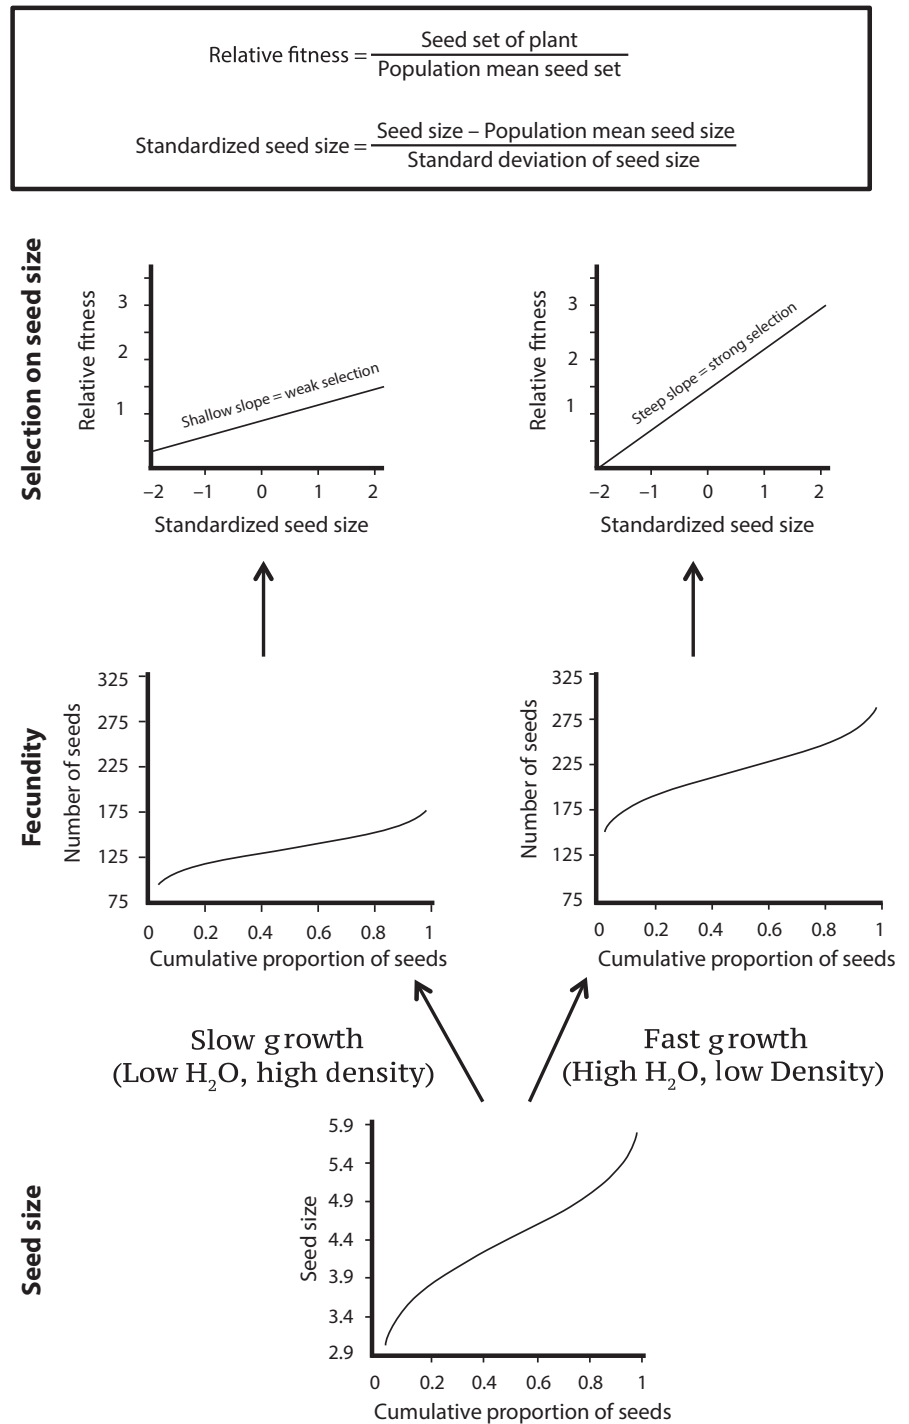 Relative fitness = Seed set of plant
Population mean seed set
Standardized seed size = Seed size – Population mean seed size
Standard deviation of seed size
Selection on seed size
Relative fitness
3
2
1
Shallow slope = weak selection
–2 –1 0 1 2
Standardized seed size
Relative fitness
3
2
1
Steep slope = strong selection
–2 –1 0 1 2
Standardized seed size
Fecundity
Number of seeds
325
275
225
175
125
75
0 0.2 0.4 0.6 0.8 1
Cumulative proportion of seeds
Number of seeds
325
275
225
175
125
75
0 0.2 0.4 0.6 0.8 1
Cumulative proportion of seeds
Slow growth
(Low H₂O, high density)
Fast growth
(High H₂O, low Density)
Seed size
Seed size
5.9
5.4
4.9
4.4
3.9
3.4
2.9
0 0.2 0.4 0.6 0.8 1
Cumulative proportion of seeds